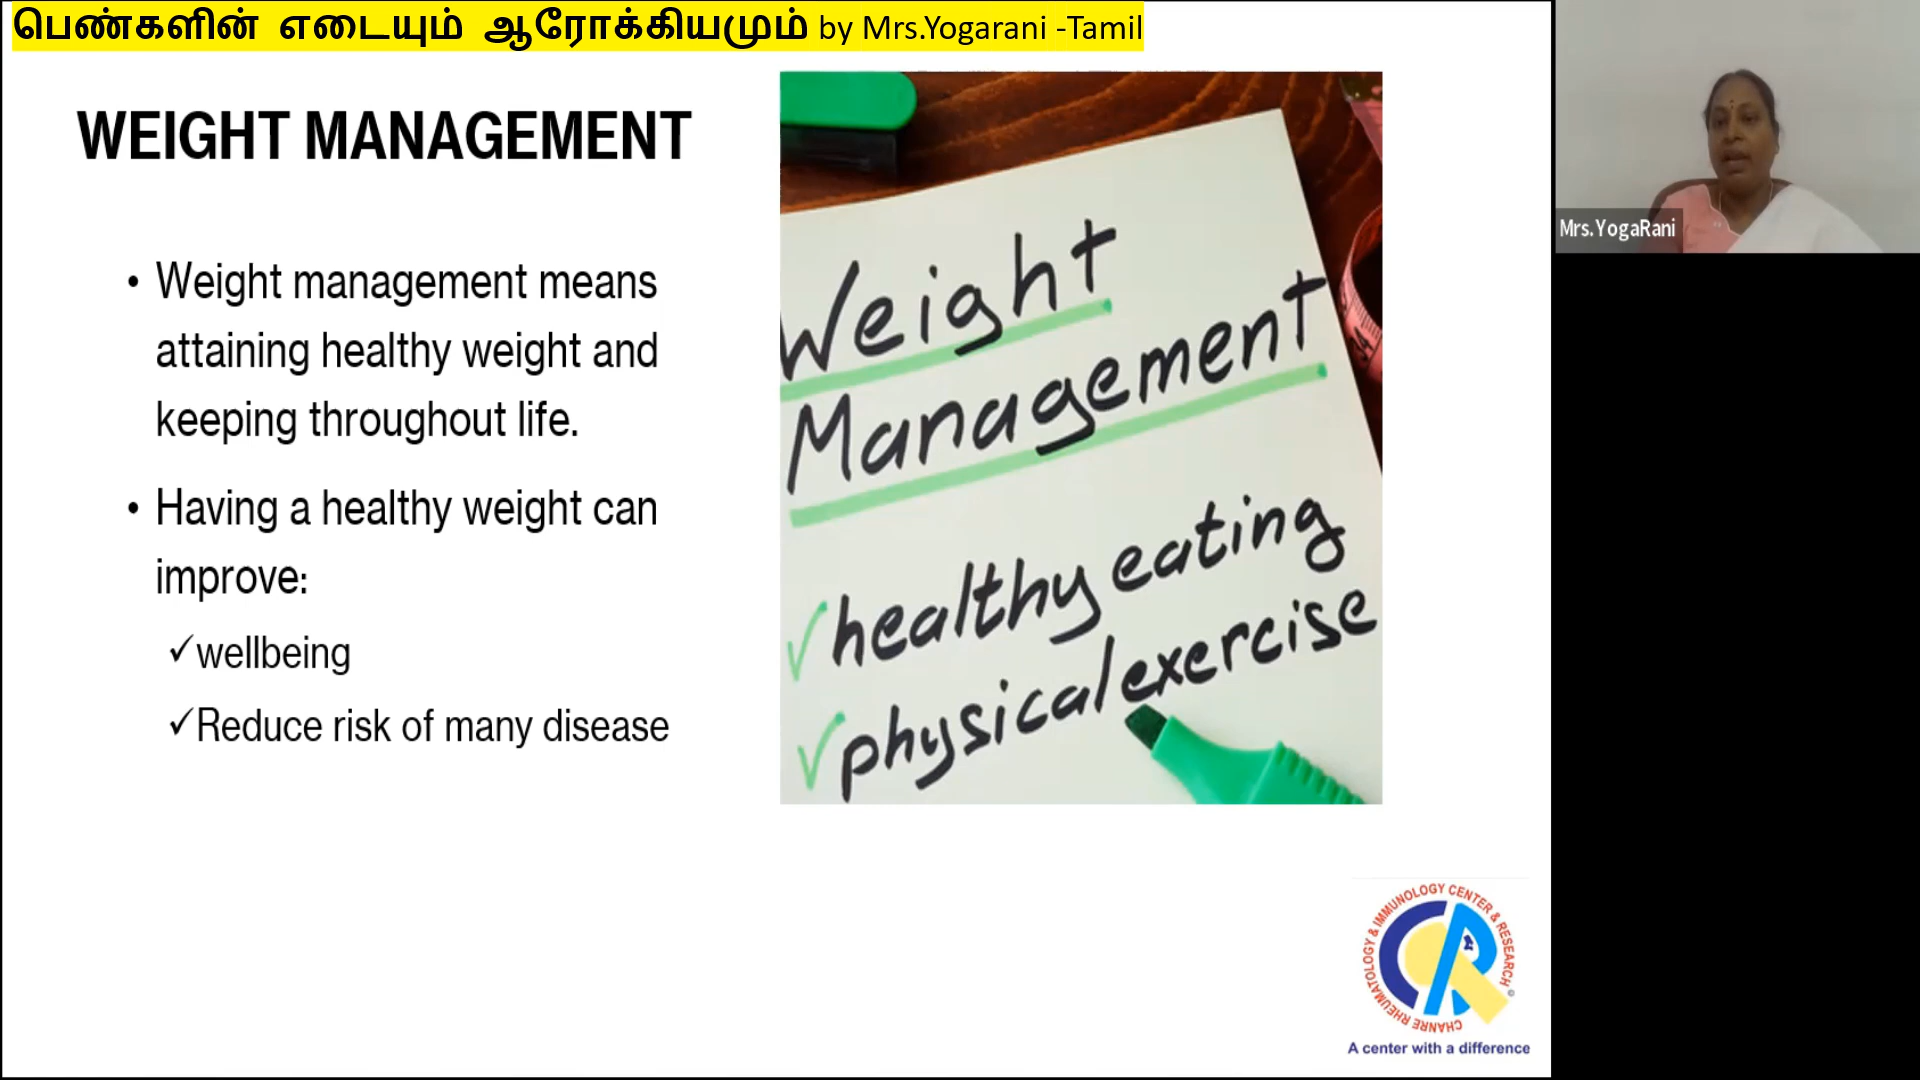 பெண்களின் எடையும் ஆரோக்கியமும் by Mrs.Yogarani -Tamil
WEIGHT MANAGEMENT
• Weight management means
attaining healthy weight and
keeping throughout life.
• Having a healthy weight can
improve:
✓wellbeing
✓Reduce risk of many disease
Weight
Management
✓healthy eating
✓physical exercise
Mrs.YogaRani
CHANRE RHEUMATOLOGY & IMMUNOLOGY CENTER & RESEARCH
A center with a difference